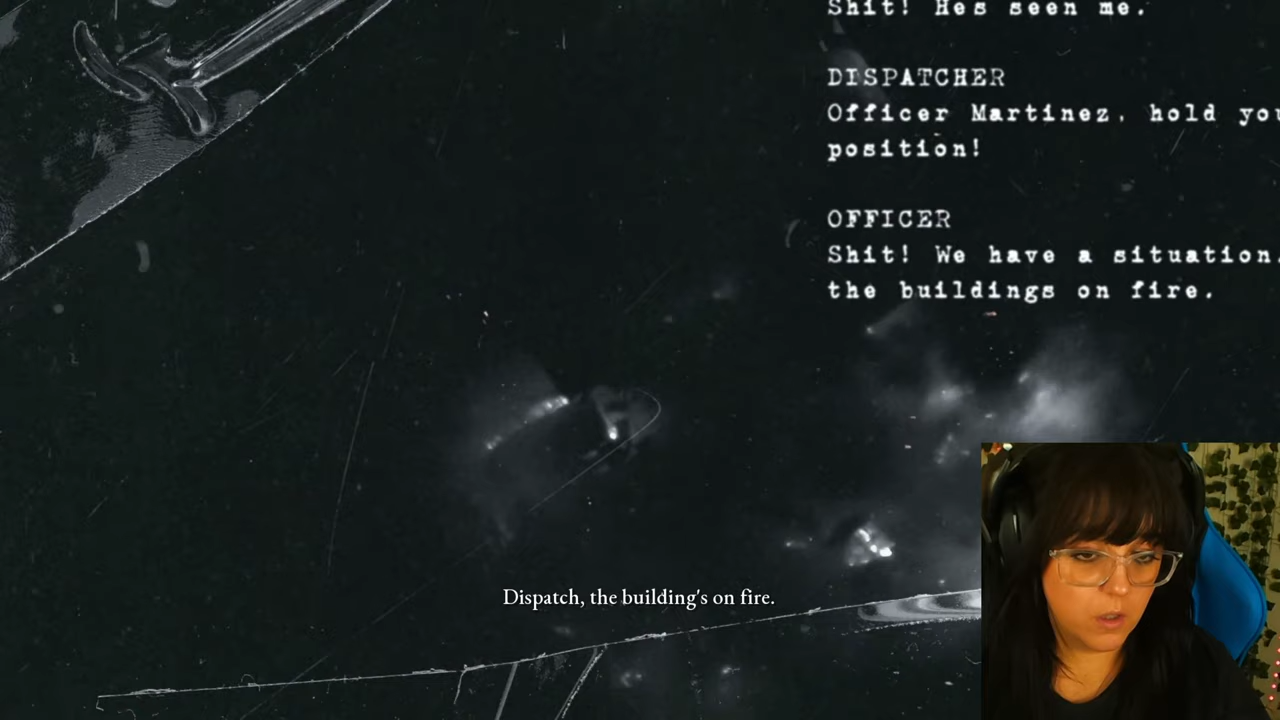 Shit! Hes seen me.
DISPATCHER
Officer Martinez, hold
position!
OFFICER
Shit! We have a situation.
the buildings on fire.
Dispatch, the building's on fire.